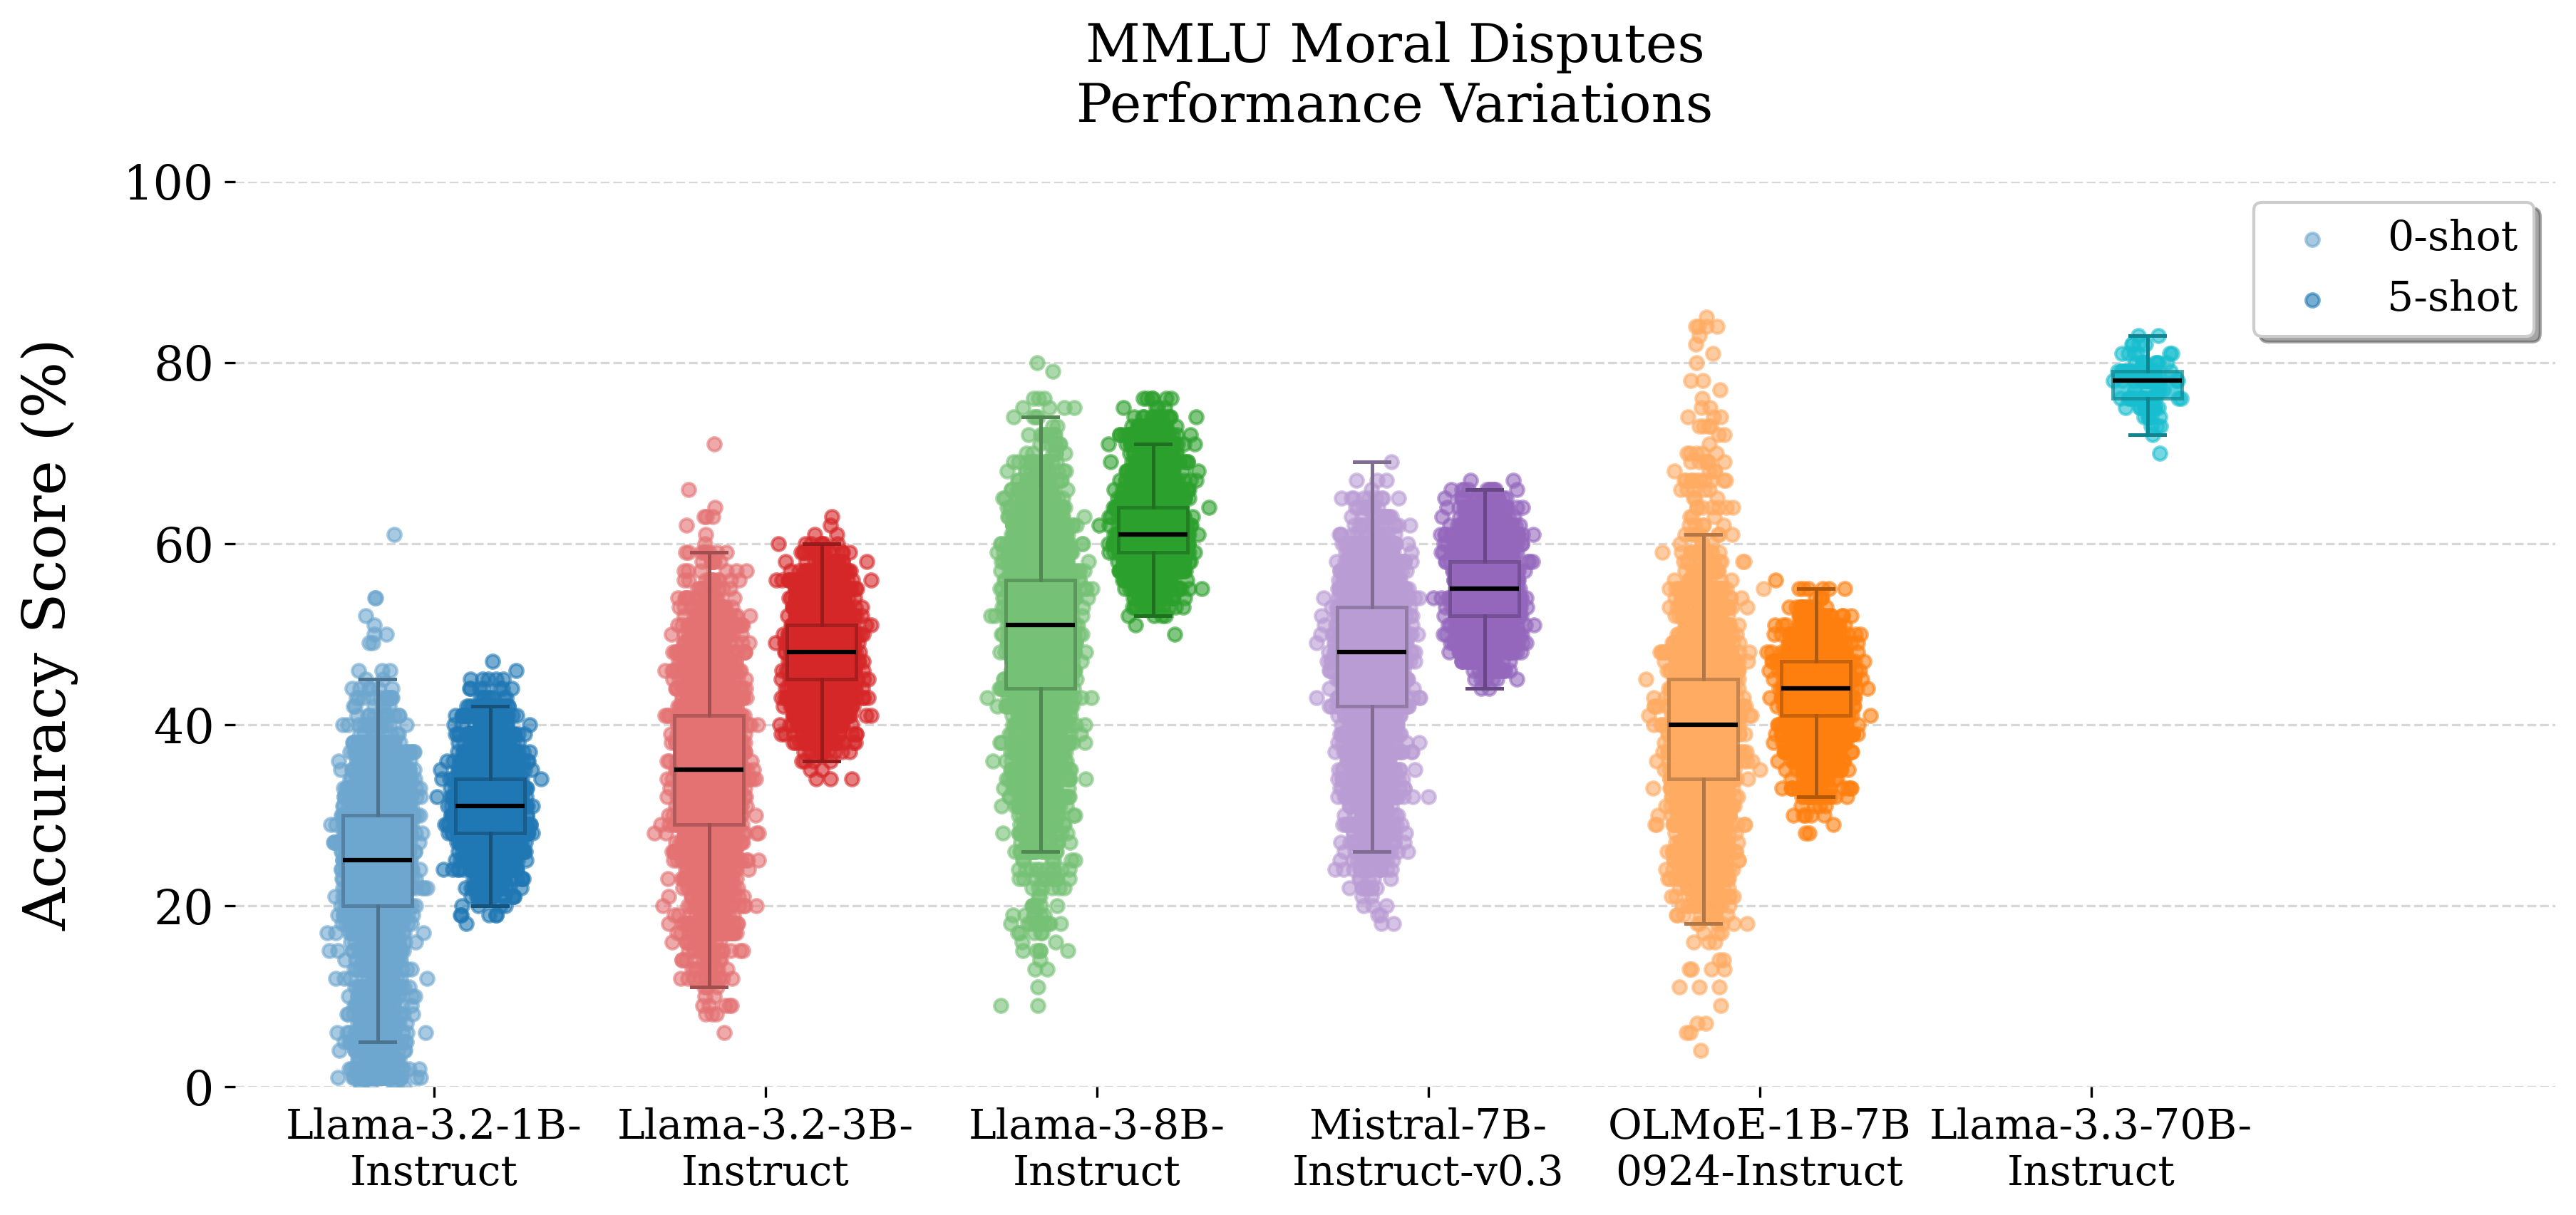 MMLU Moral Disputes
Performance Variations
Accuracy Score (%)
100
80
60
40
20
0
0-shot
5-shot
Llama-3.2-1B-
Instruct
Llama-3.2-3B-
Instruct
Llama-3-8B-
Instruct
Mistral-7B-
Instruct-v0.3
OLMoE-1B-7B
0924-Instruct
Llama-3.3-70B-
Instruct